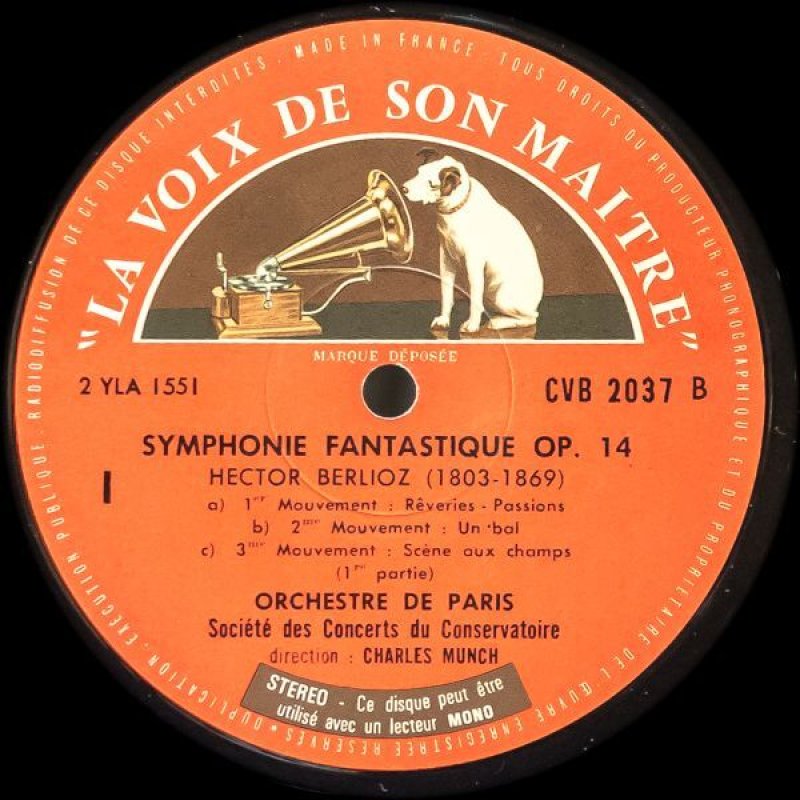 MADE IN FRANCE . TOUS DROITS DU PRODUCTEUR PHONOGRAPHIQUE ET DU PROPRIETAIRE DE L'ŒUVRE ENREGISTREE RESERVES • DUPLICATION. EXECUTION PUBLIQUE. RADIODIFFUSION DE CE DISQUE INTERDITES.
"LA VOIX DE SON MAITRE"
MARQUE DÉPOSÉE
2 YLA 1551
CVB 2037 B
SYMPHONIE FANTASTIQUE OP. 14
I
HECTOR BERLIOZ (1803-1869)
a) 1er Mouvement : Rêveries - Passions
b) 2me Mouvement : Un bal
c) 3me Mouvement : Scène aux champs
(1re partie)
ORCHESTRE DE PARIS
Société des Concerts du Conservatoire
direction : CHARLES MUNCH
STEREO - Ce disque peut être
utilisé avec un lecteur MONO